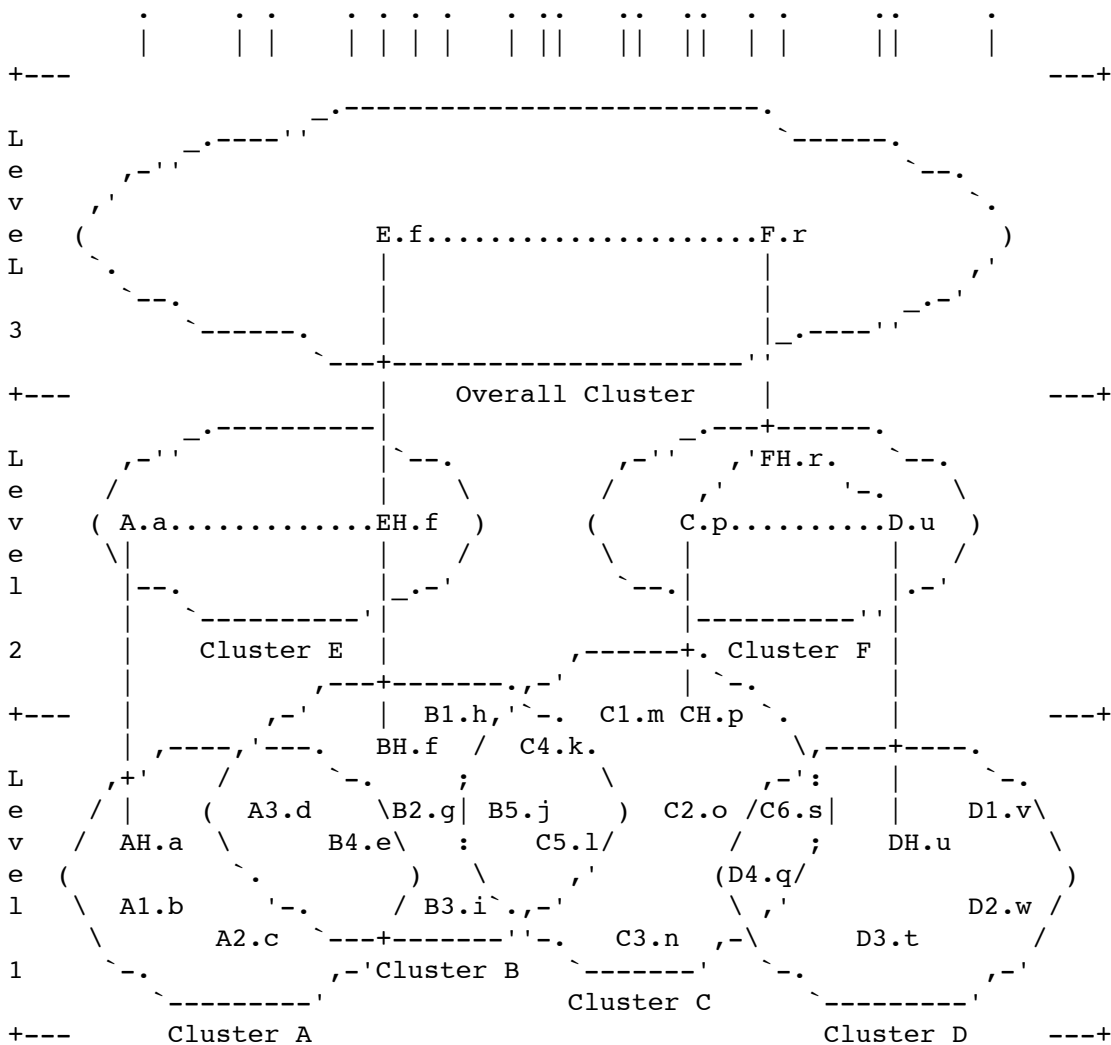 L
e
v
e E.f.....................F.r
L
3
Overall Cluster
L FH.r.
e
v A.a.............EH.f C.p..........D.u
e
l
2 Cluster E Cluster F
B1.h C1.m CH.p
BH.f C4.k.
L
e A3.d B2.g B5.j C2.o C6.s D1.v
v AH.a B4.e C5.l DH.u
e D4.q
l A1.b B3.i D2.w
A2.c C3.n D3.t
1 Cluster B
Cluster C
Cluster A Cluster D